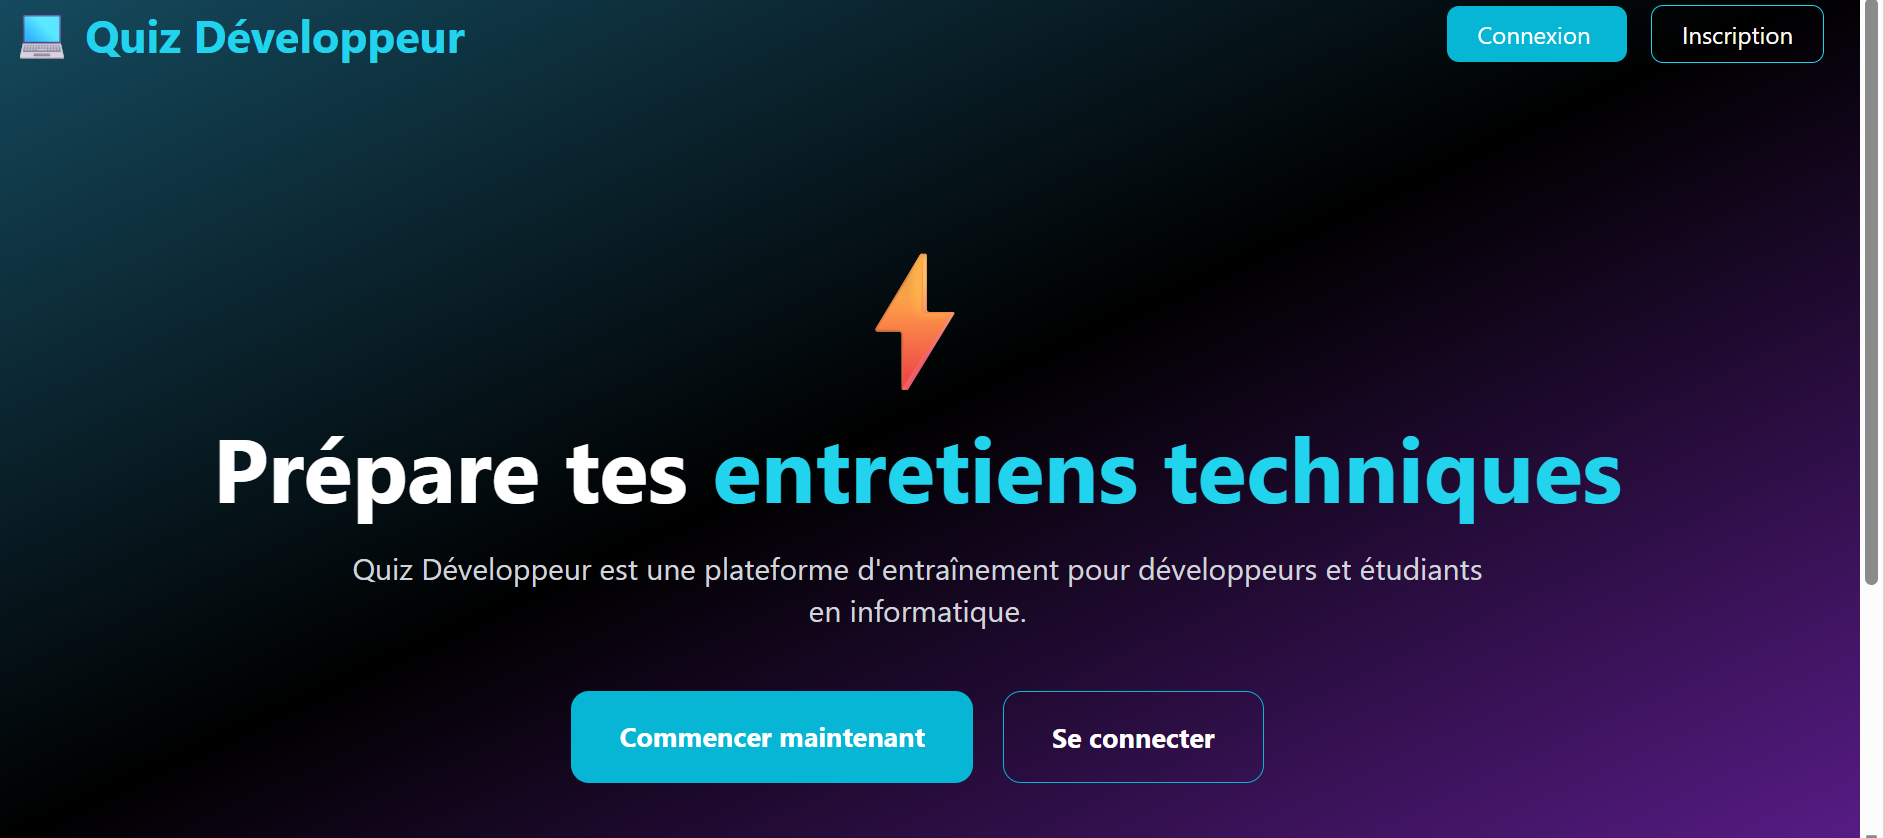 Quiz Développeur
Connexion
Inscription
Prépare tes entretiens techniques
Quiz Développeur est une plateforme d'entraînement pour développeurs et étudiants
en informatique.
Commencer maintenant
Se connecter